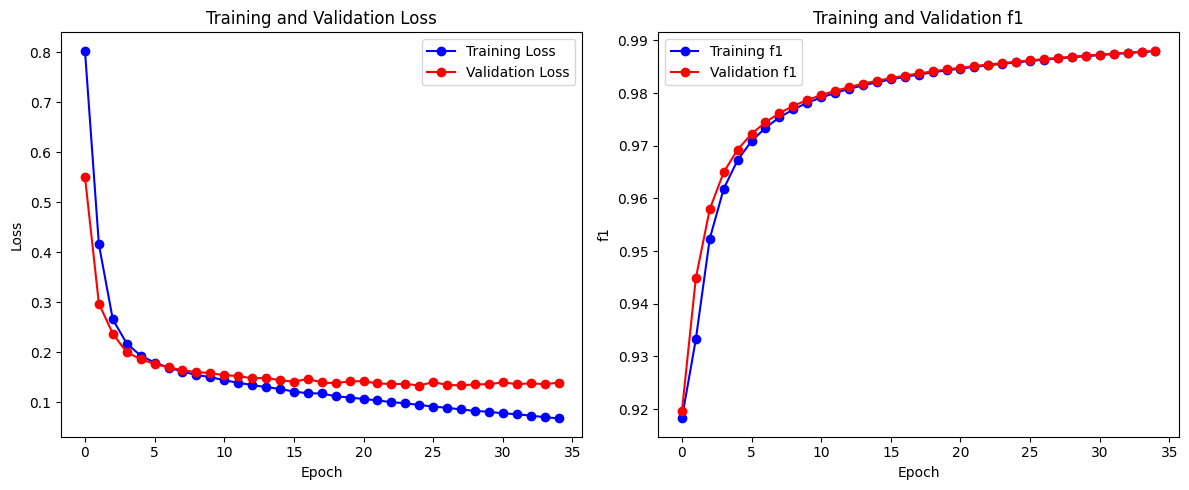 Training and Validation Loss
Training Loss
Validation Loss
0.8
0.7
0.6
0.5
0.4
0.3
0.2
0.1
Loss
0 5 10 15 20 25 30 35
Epoch
Training and Validation f1
Training f1
Validation f1
0.99
0.98
0.97
0.96
0.95
0.94
0.93
0.92
f1
0 5 10 15 20 25 30 35
Epoch